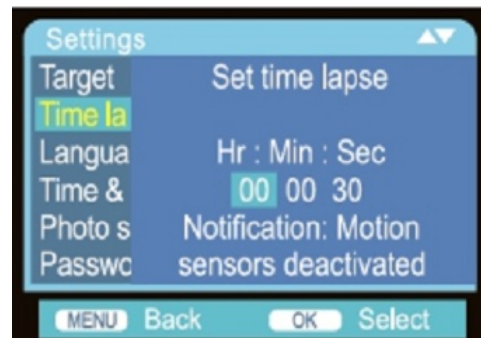 Settings
Target
Time la
Langua
Time &
Photo s
Passwo
Set time lapse
Hr : Min : Sec
00 00 30
Notification: Motion
sensors deactivated
MENU Back OK Select